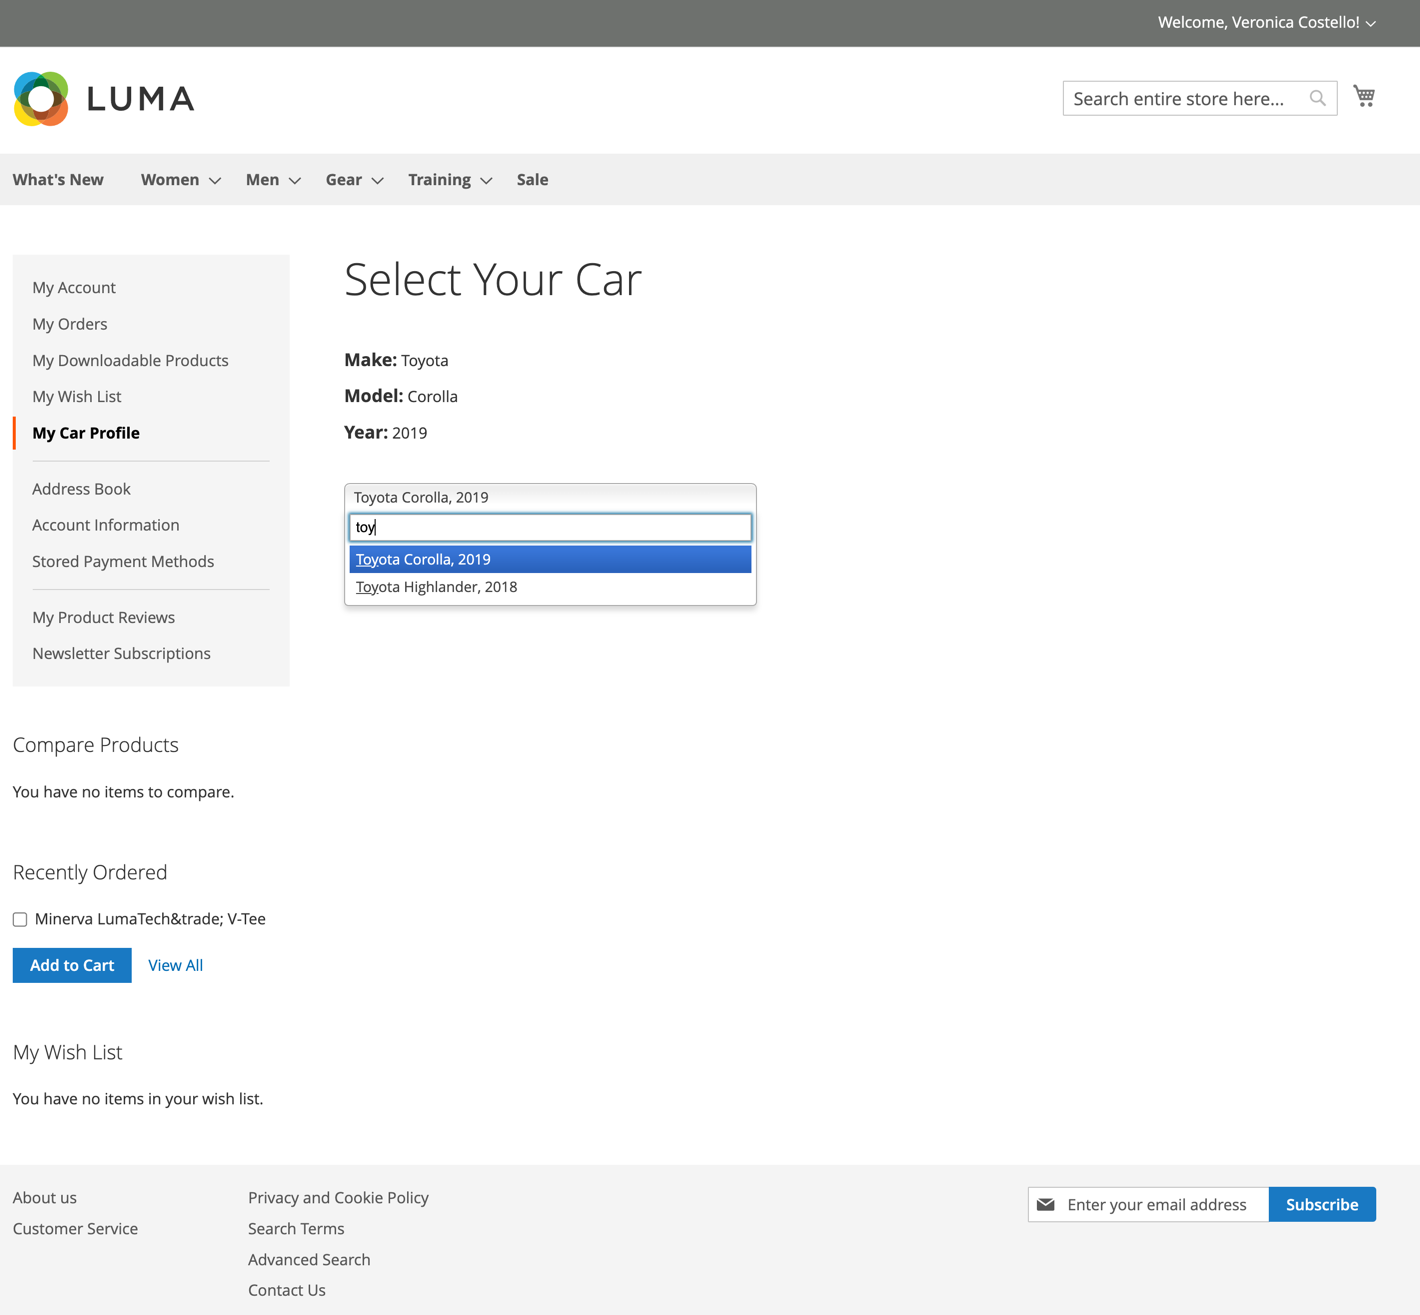 Welcome, Veronica Costello!
LUMA
Search entire store here...
What's New Women Men Gear Training Sale
My Account
My Orders
My Downloadable Products
My Wish List
My Car Profile
Address Book
Account Information
Stored Payment Methods
My Product Reviews
Newsletter Subscriptions
Select Your Car
Make: Toyota
Model: Corolla
Year: 2019
Toyota Corolla, 2019
toy
Toyota Corolla, 2019
Toyota Highlander, 2018
Compare Products
You have no items to compare.
Recently Ordered
Minerva LumaTech&trade; V-Tee
Add to Cart View All
My Wish List
You have no items in your wish list.
About us
Customer Service
Privacy and Cookie Policy
Search Terms
Advanced Search
Contact Us
Enter your email address Subscribe